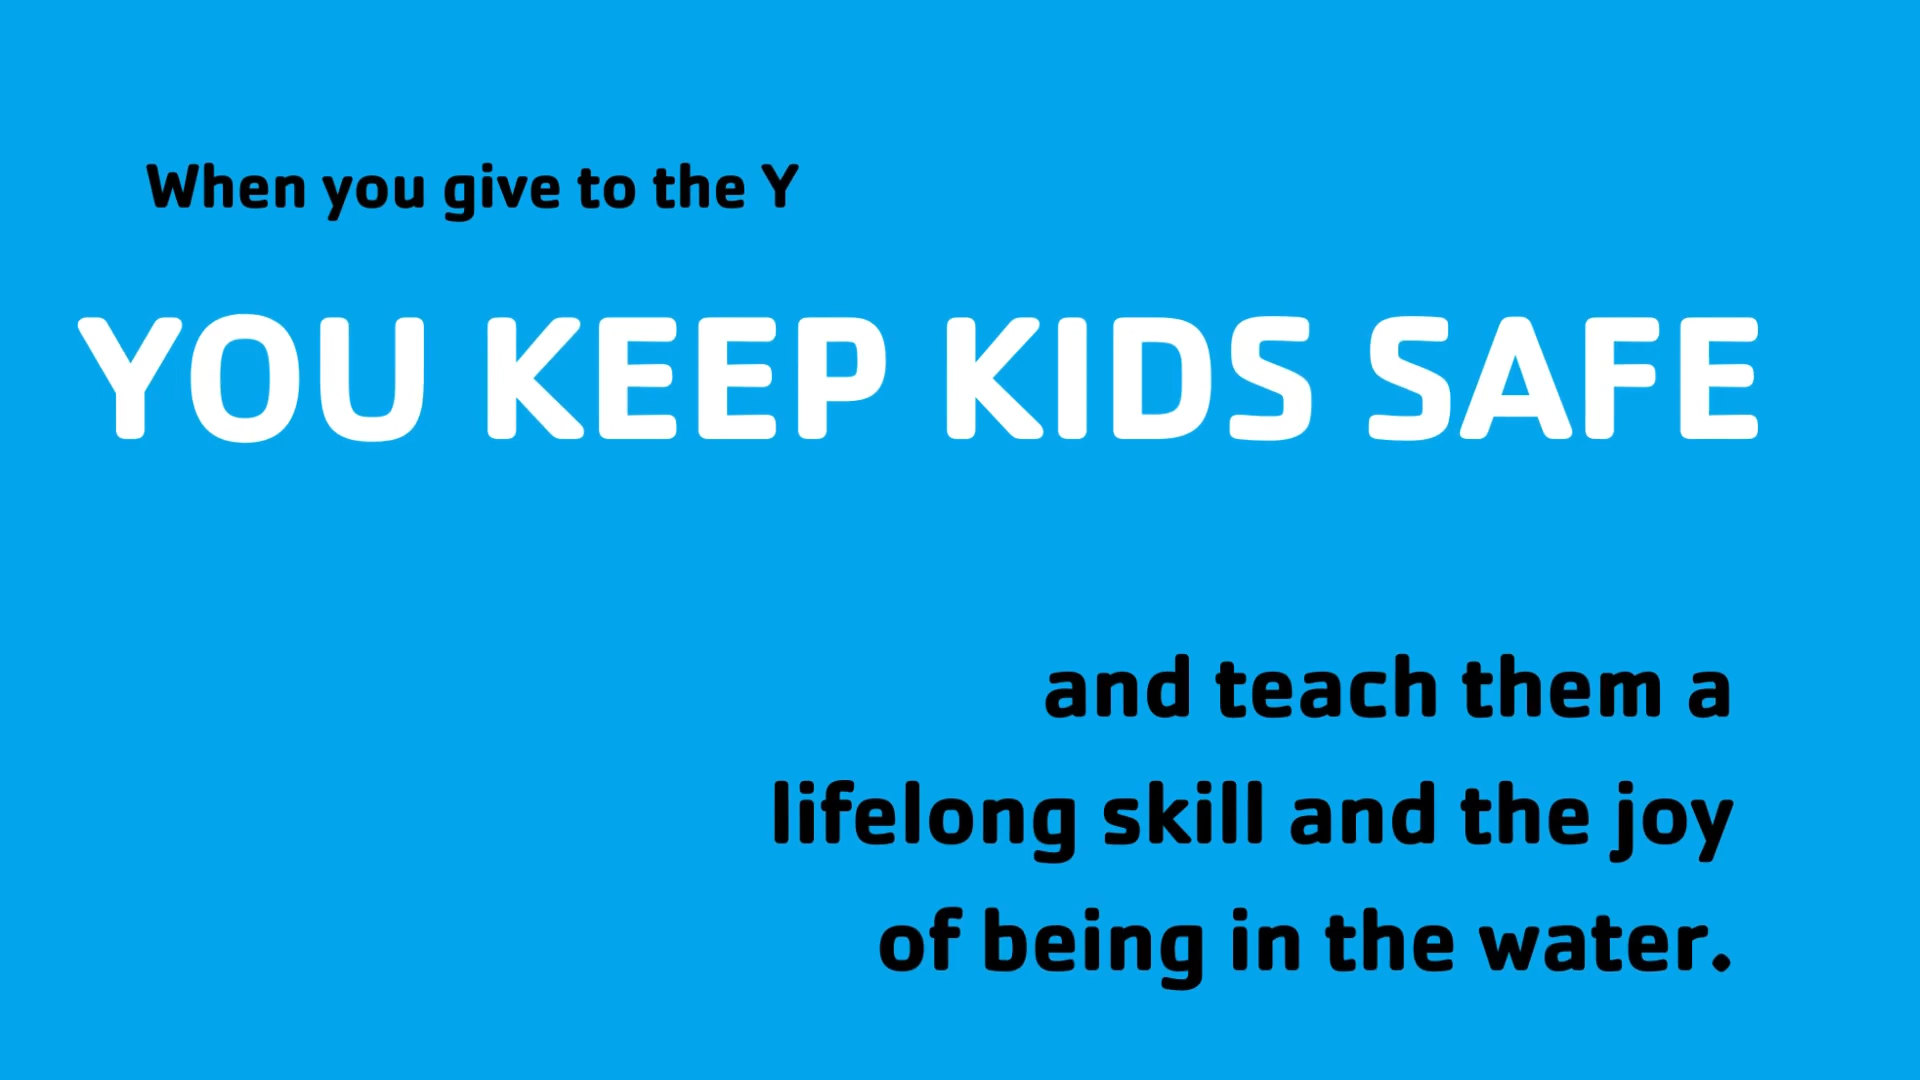 When you give to the Y
YOU KEEP KIDS SAFE
and teach them a
lifelong skill and the joy
of being in the water.